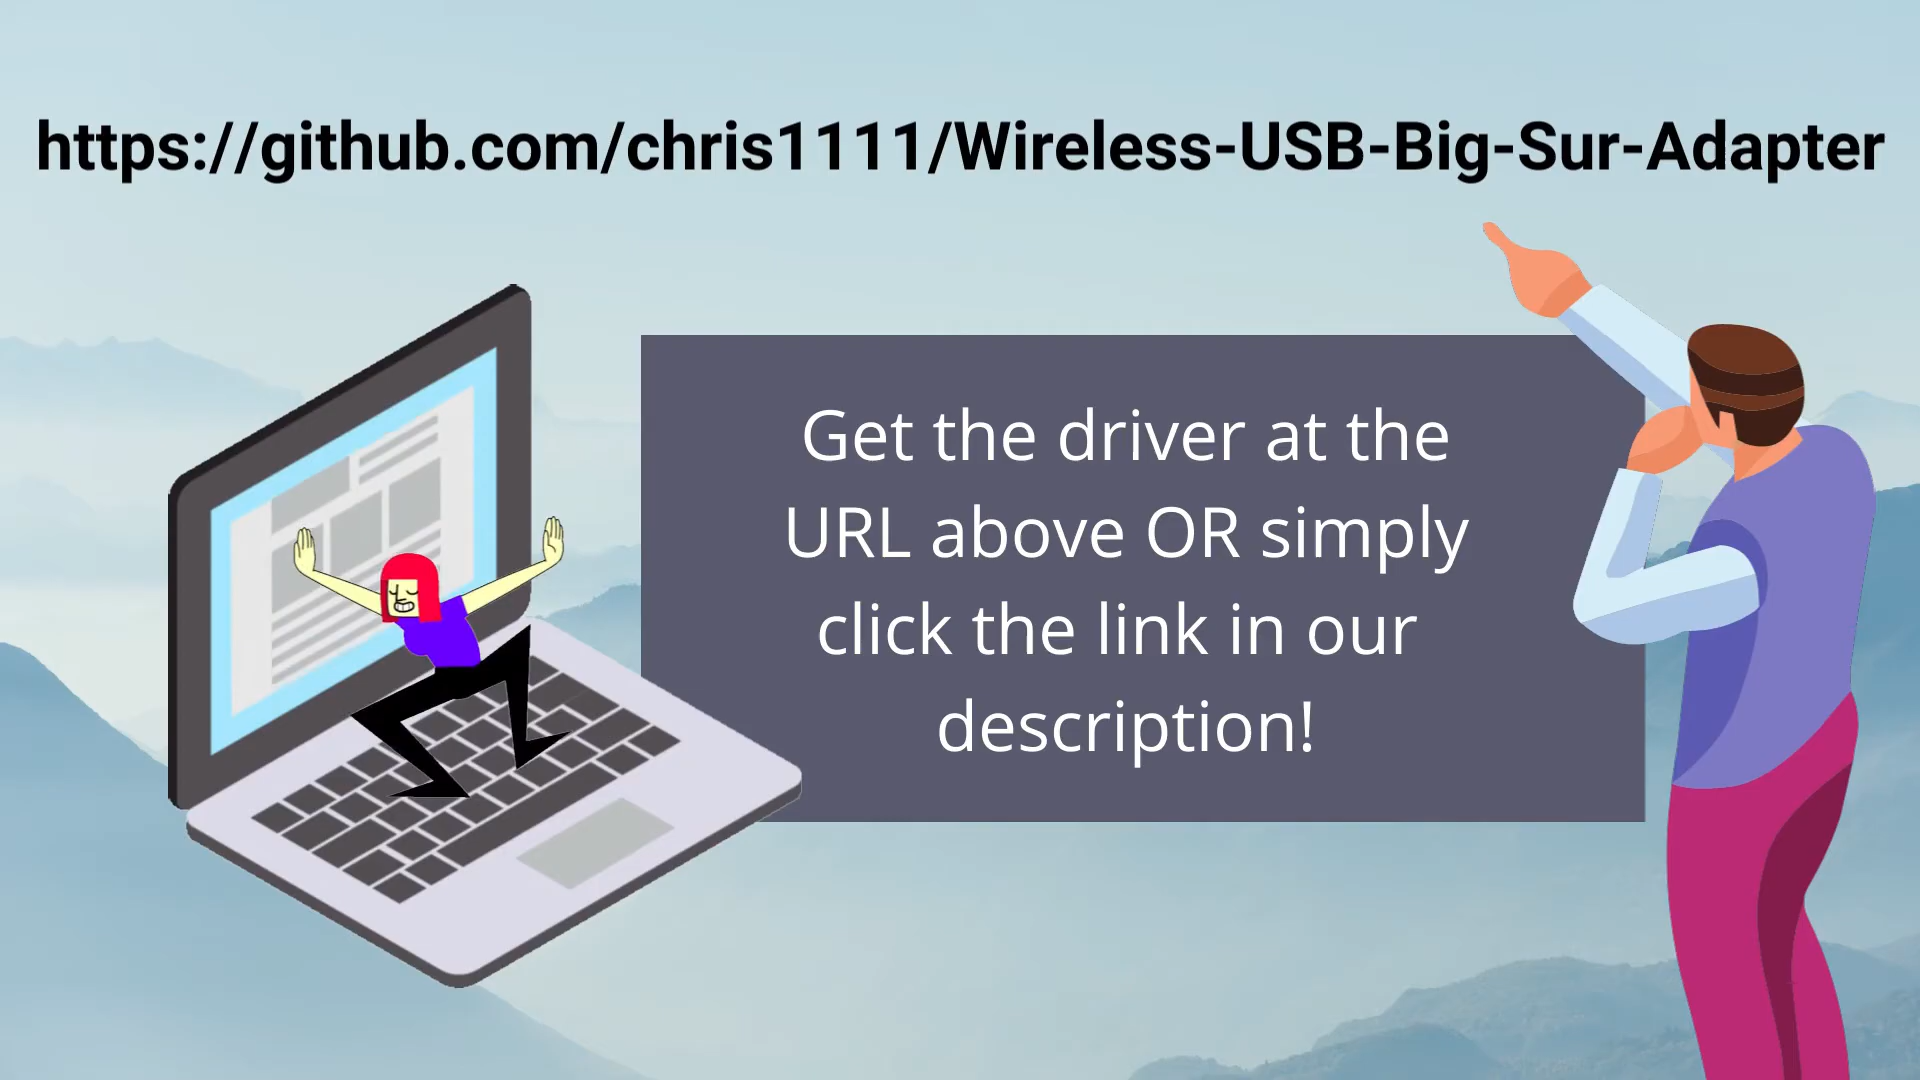 https://github.com/chris1111/Wireless-USB-Big-Sur-Adapter
Get the driver at the
URL above OR simply
click the link in our
description!